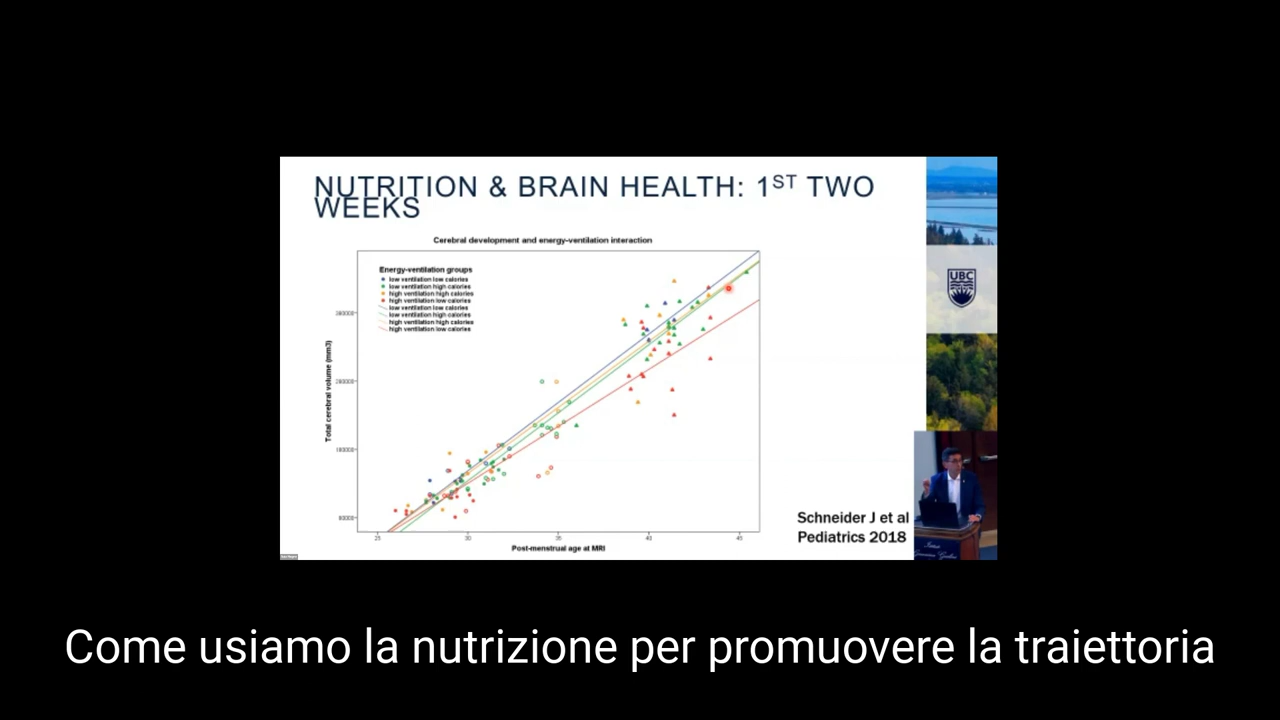 NUTRITION & BRAIN HEALTH: 1ST TWO
WEEKS
Cerebral development and energy-ventilation interaction
Energy-ventilation groups
low ventilation low calories
low ventilation high calories
high ventilation high calories
high ventilation low calories
low ventilation low calories
low ventilation high calories
high ventilation high calories
high ventilation low calories
Total cerebral volume (mm3)
25
30
35
40
45
Post-menstrual age at MRI
UBC
Schneider J et al
Pediatrics 2018
Come usiamo la nutrizione per promuovere la traiettoria